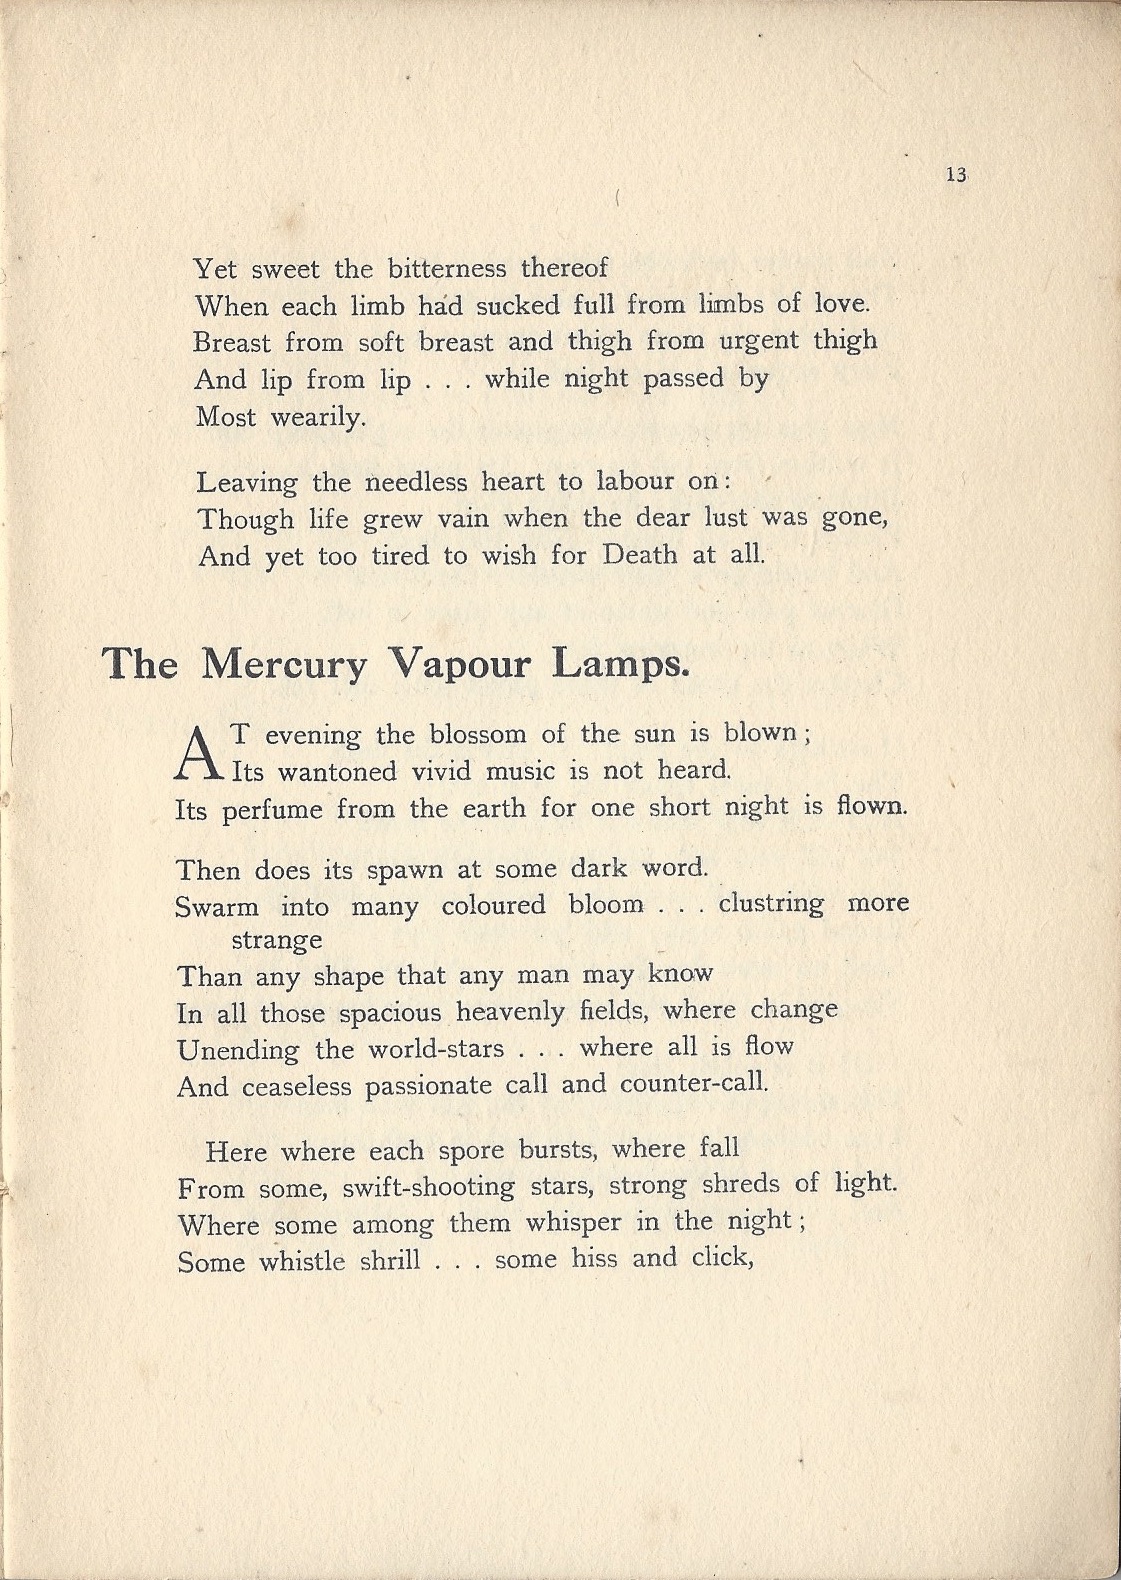 13
Yet sweet the bitterness thereof
When each limb had sucked full from limbs of love.
Breast from soft breast and thigh from urgent thigh
And lip from lip . . . while night passed by
Most wearily.
Leaving the needless heart to labour on:
Though life grew vain when the dear lust was gone,
And yet too tired to wish for Death at all.
The Mercury Vapour Lamps.
AT evening the blossom of the sun is blown ;
Its wantoned vivid music is not heard.
Its perfume from the earth for one short night is flown.
Then does its spawn at some dark word.
Swarm into many coloured bloom . . . clustring more
strange
Than any shape that any man may know
In all those spacious heavenly fields, where change
Unending the world-stars . . . where all is flow
And ceaseless passionate call and counter-call.
Here where each spore bursts, where fall
From some, swift-shooting stars, strong shreds of light.
Where some among them whisper in the night ;
Some whistle shrill . . . some hiss and click,